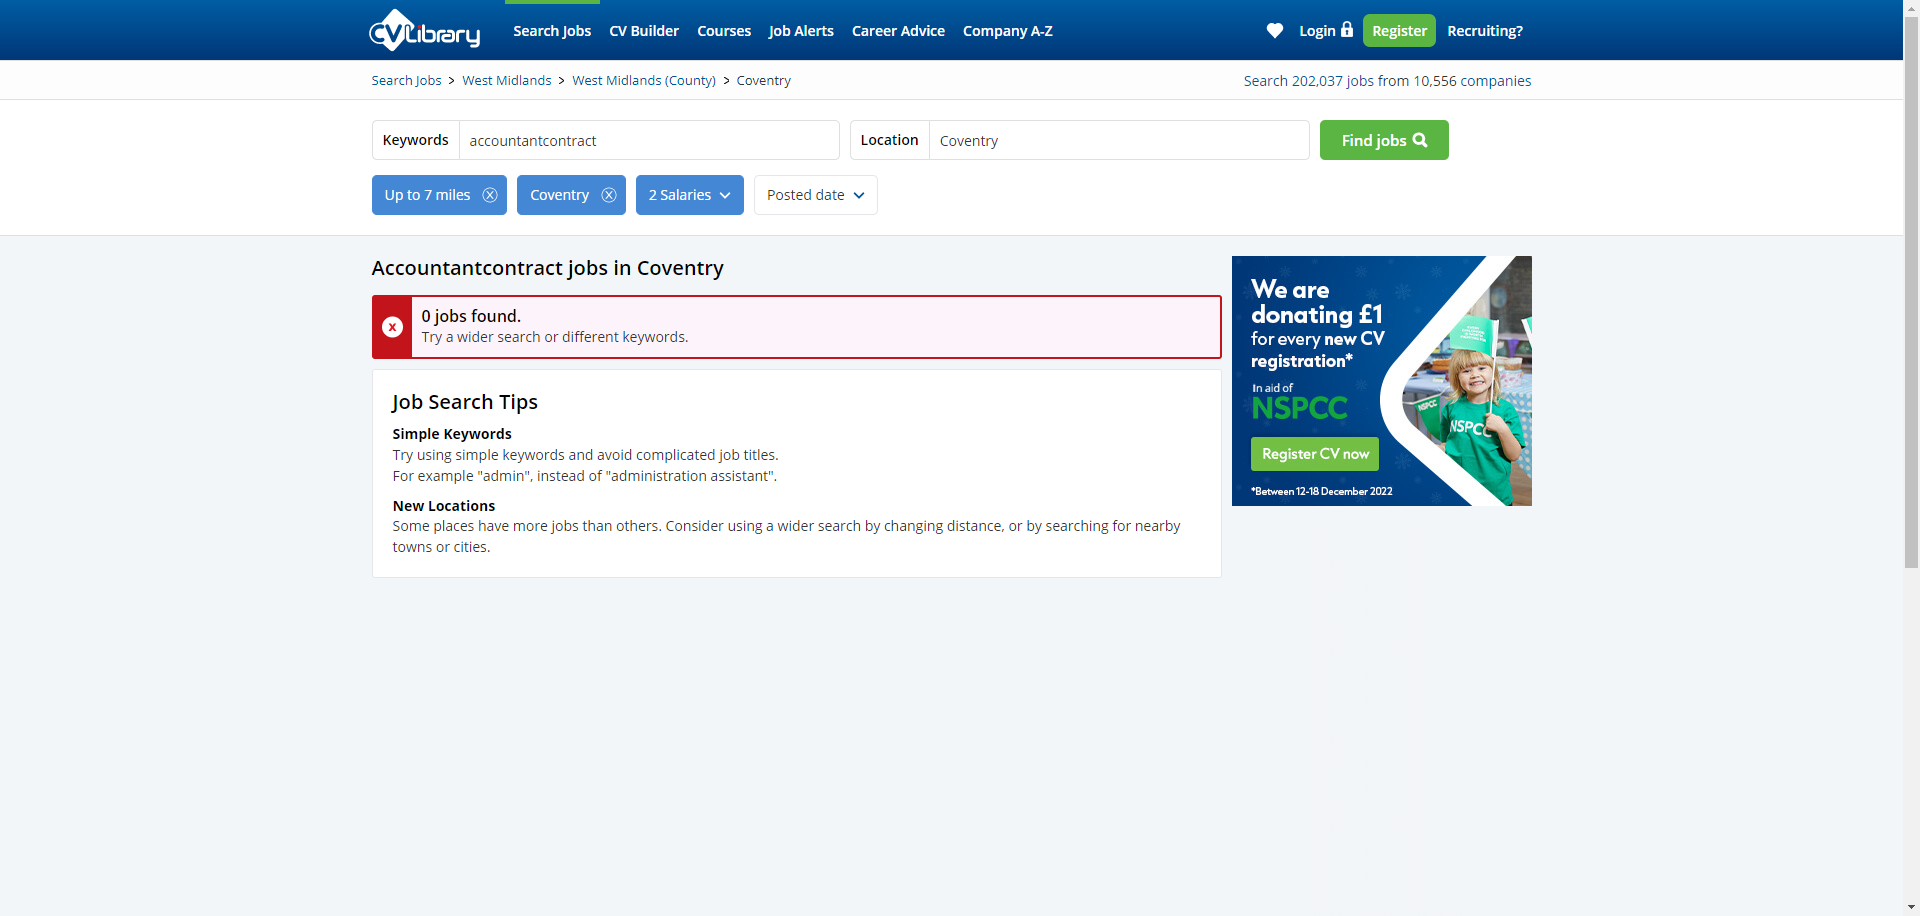 CVLibrary
Search Jobs CV Builder Courses Job Alerts Career Advice Company A-Z Login Register Recruiting?
Search Jobs > West Midlands > West Midlands (County) > Coventry
Search 202,037 jobs from 10,556 companies
Keywords accountantcontract Location Coventry Find jobs
Up to 7 miles Coventry 2 Salaries Posted date
Accountantcontract jobs in Coventry
0 jobs found.
Try a wider search or different keywords.
Job Search Tips
Simple Keywords
Try using simple keywords and avoid complicated job titles.
For example "admin", instead of "administration assistant".
New Locations
Some places have more jobs than others. Consider using a wider search by changing distance, or by searching for nearby
towns or cities.
We are
donating £1
for every new CV
registration*
In aid of
NSPCC
Register CV now
*Between 12-18 December 2022
NSPCC
NSPCC